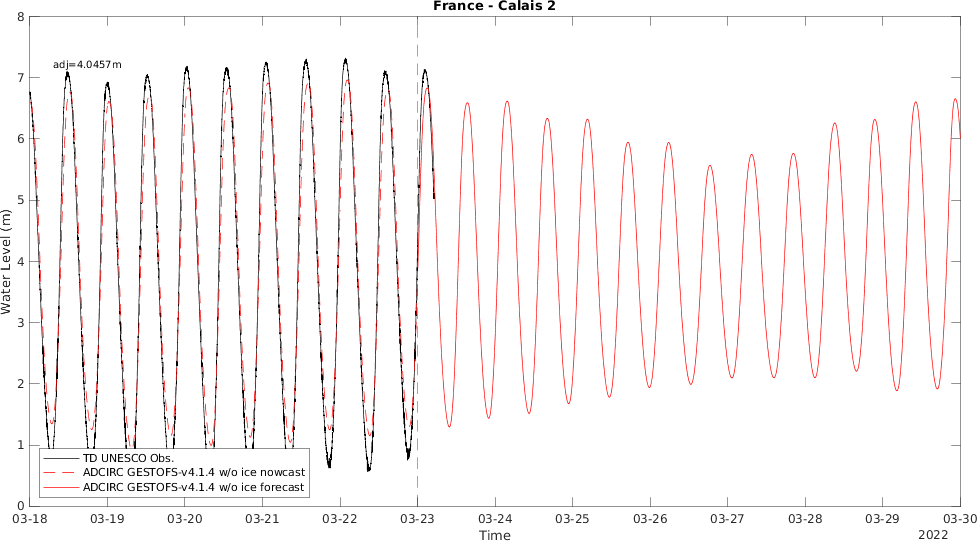 France - Calais 2
8
adj=4.0457m
7
6
5
4
3
2
1
0
Water Level (m)
TD UNESCO Obs.
ADCIRC GESTOFS-v4.1.4 w/o ice nowcast
ADCIRC GESTOFS-v4.1.4 w/o ice forecast
03-18 03-19 03-20 03-21 03-22 03-23 03-24 03-25 03-26 03-27 03-28 03-29 03-30
Time
2022